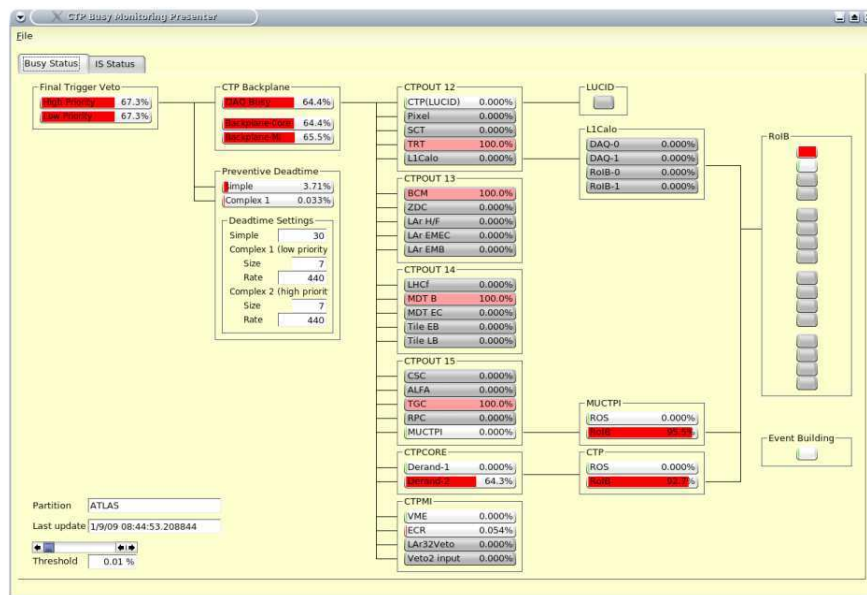 CTP Busy Monitoring Presenter
File
Busy Status
IS Status
Final Trigger Veto
High Priority 67.3%
Low Priority 67.3%
CTP Backplane
DAQ Busy 64.4%
Backplane-Core 64.4%
Backplane-MI 65.5%
Preventive Deadtime
Simple 3.71%
Complex 1 0.033%
Deadtime Settings
Simple 30
Complex 1 (low priority
Size 7
Rate 440
Complex 2 (high priorit
Size 7
Rate 440
CTPOUT 12
CTP(LUCID) 0.000%
Pixel 0.000%
SCT 0.000%
TRT 100.0%
L1Calo 0.000%
CTPOUT 13
BCM 100.0%
ZDC 0.000%
LAr H/F 0.000%
LAr EMEC 0.000%
LAr EMB 0.000%
CTPOUT 14
LHCf 0.000%
MDT B 100.0%
MDT EC 0.000%
Tile EB 0.000%
Tile LB 0.000%
CTPOUT 15
CSC 0.000%
ALFA 0.000%
TGC 100.0%
RPC 0.000%
MUCTPI 0.000%
CTPCORE
Derand-1 0.000%
Derand-2 64.3%
CTPMI
VME 0.000%
ECR 0.054%
LAr32Veto 0.000%
Veto2 input 0.000%
LUCID
L1Calo
DAQ-0 0.000%
DAQ-1 0.000%
RoIB-0 0.000%
RoIB-1 0.000%
MUCTPI
ROS 0.000%
RoIB 95.5%
CTP
ROS 0.000%
RoIB 92.7%
RoIB
Event Building
Partition ATLAS
Last update 1/9/09 08:44:53.208844
Threshold 0.01 %